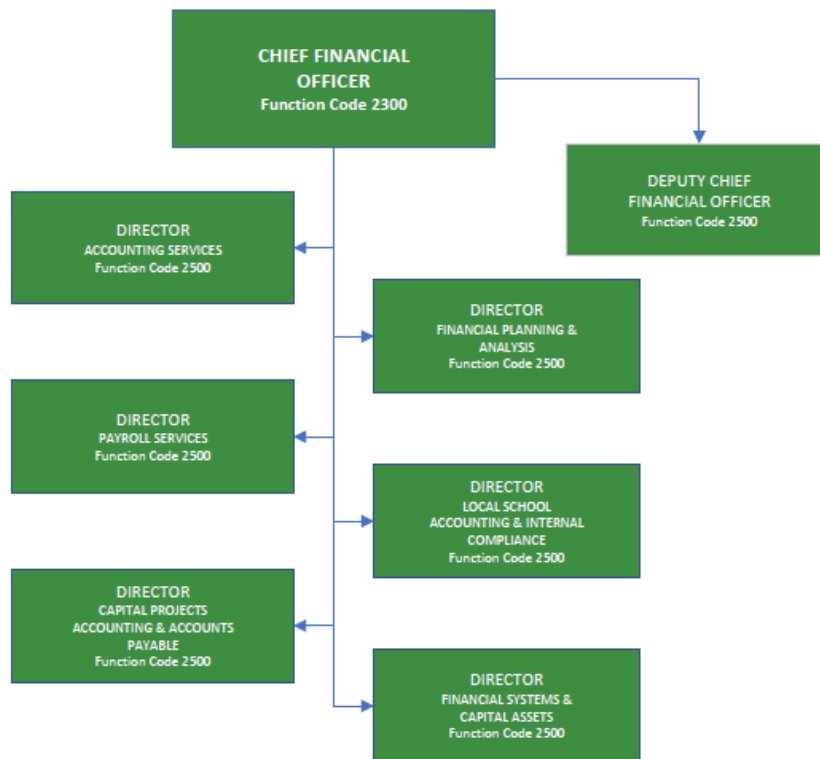 CHIEF FINANCIAL
OFFICER
Function Code 2300
DEPUTY CHIEF
FINANCIAL OFFICER
Function Code 2500
DIRECTOR
ACCOUNTING SERVICES
Function Code 2500
DIRECTOR
FINANCIAL PLANNING &
ANALYSIS
Function Code 2500
DIRECTOR
PAYROLL SERVICES
Function Code 2500
DIRECTOR
LOCAL SCHOOL
ACCOUNTING & INTERNAL
COMPLIANCE
Function Code 2500
DIRECTOR
CAPITAL PROJECTS
ACCOUNTING & ACCOUNTS
PAYABLE
Function Code 2500
DIRECTOR
FINANCIAL SYSTEMS &
CAPITAL ASSETS
Function Code 2500